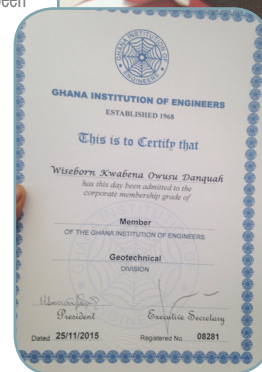 GHANA INSTITUTION OF ENGINEERS
GHANA INSTITUTION OF ENGINEERS
ESTABLISHED 1968
This is to Certify that
Wiseborn Kwabena Owusu Danquah
has this day been admitted to the
corporate membership grade of
Member
OF THE GHANA INSTITUTION OF ENGINEERS
Geotechnical
DIVISION
President Executive Secretary
Dated 25/11/2015 Registered No. 08281